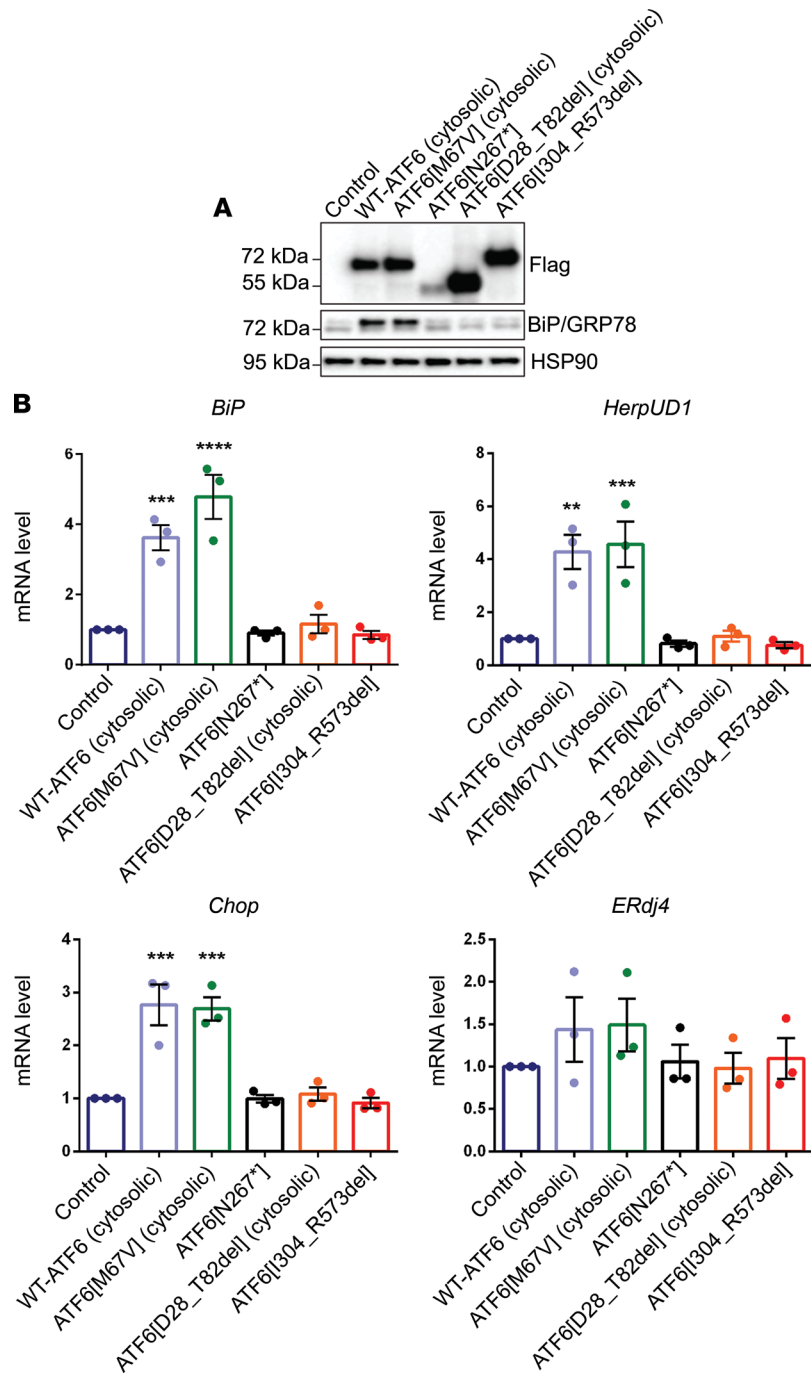 A
Control
WT-ATF6 (cytosolic)
ATF6[M67V] (cytosolic)
ATF6[N267*]
ATF6[D28_T82del] (cytosolic)
ATF6[I304_R573del]
72 kDa
55 kDa
Flag
72 kDa
BiP/GRP78
95 kDa
HSP90
B
BiP
mRNA level
6
4
2
0
***
****
Control
WT-ATF6 (cytosolic)
ATF6[M67V] (cytosolic)
ATF6[N267*]
ATF6[D28_T82del] (cytosolic)
ATF6[I304_R573del]
HerpUD1
mRNA level
8
6
4
2
0
**
***
Control
WT-ATF6 (cytosolic)
ATF6[M67V] (cytosolic)
ATF6[N267*]
ATF6[D28_T82del] (cytosolic)
ATF6[I304_R573del]
Chop
mRNA level
4
3
2
1
0
***
***
Control
WT-ATF6 (cytosolic)
ATF6[M67V] (cytosolic)
ATF6[N267*]
ATF6[D28_T82del] (cytosolic)
ATF6[I304_R573del]
ERdj4
mRNA level
2.5
2.0
1.5
1.0
0.5
0.0
Control
WT-ATF6 (cytosolic)
ATF6[M67V] (cytosolic)
ATF6[N267*]
ATF6[D28_T82del] (cytosolic)
ATF6[I304_R573del]